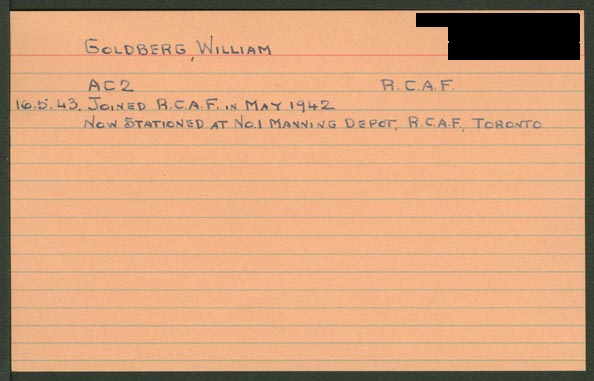 GOLDBERG, WILLIAM
AC2 R.C.A.F.
16.5.43. JOINED R.C.A.F. IN MAY 1942
NOW STATIONED AT NO.1 MANNING DEPOT, R.C.A.F., TORONTO